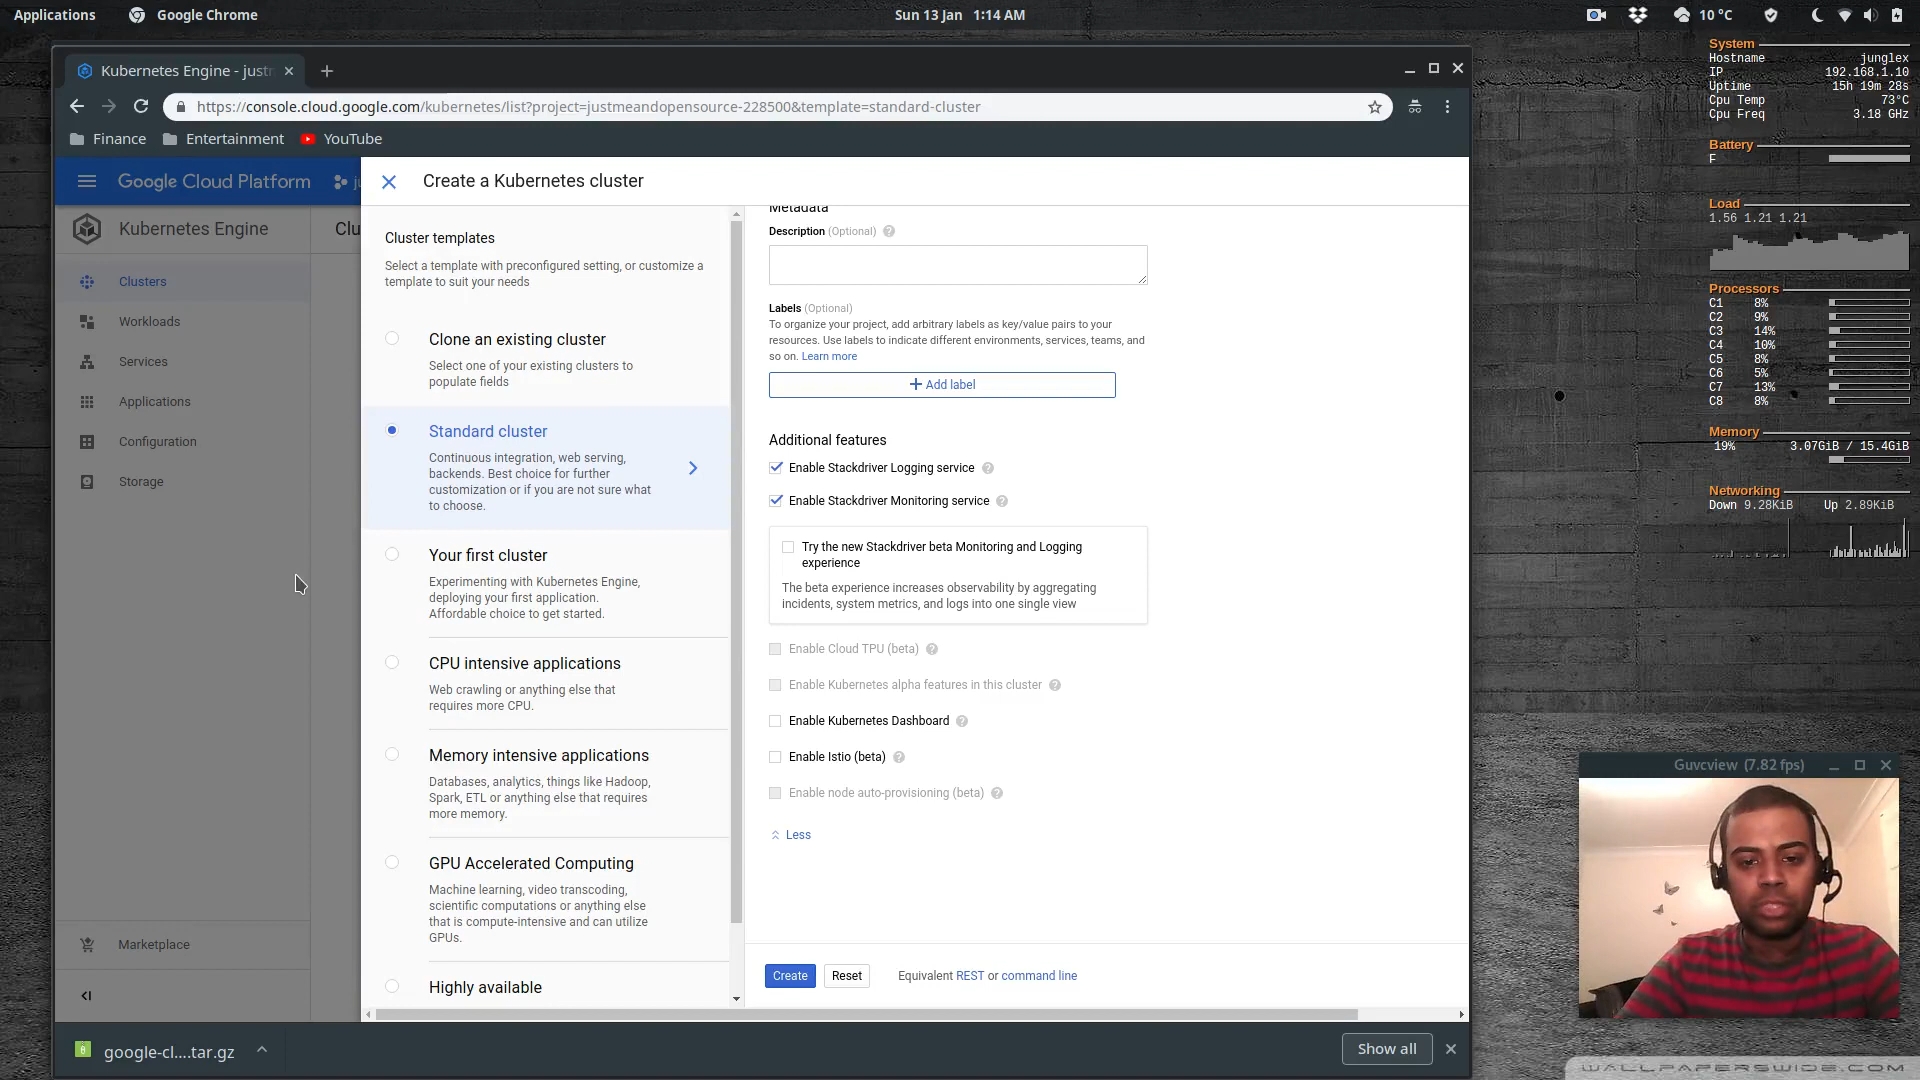 Applications
Google Chrome
Sun 13 Jan 1:14 AM
10 °C
Kubernetes Engine - justm
https://console.cloud.google.com/kubernetes/list?project=justmeandopensource-228500&template=standard-cluster
Finance
Entertainment
YouTube
Google Cloud Platform
Kubernetes Engine
Clu
Clusters
Workloads
Services
Applications
Configuration
Storage
Marketplace
Create a Kubernetes cluster
Cluster templates
Select a template with preconfigured setting, or customize a
template to suit your needs
Clone an existing cluster
Select one of your existing clusters to
populate fields
Standard cluster
Continuous integration, web serving,
backends. Best choice for further
customization or if you are not sure what
to choose.
Your first cluster
Experimenting with Kubernetes Engine,
deploying your first application.
Affordable choice to get started.
CPU intensive applications
Web crawling or anything else that
requires more CPU.
Memory intensive applications
Databases, analytics, things like Hadoop,
Spark, ETL or anything else that requires
more memory.
GPU Accelerated Computing
Machine learning, video transcoding,
scientific computations or anything else
that is compute-intensive and can utilize
GPUs.
Highly available
Metadata
Description (Optional)
Labels (Optional)
To organize your project, add arbitrary labels as key/value pairs to your
resources. Use labels to indicate different environments, services, teams, and
so on. Learn more
+ Add label
Additional features
Enable Stackdriver Logging service
Enable Stackdriver Monitoring service
Try the new Stackdriver beta Monitoring and Logging
experience
The beta experience increases observability by aggregating
incidents, system metrics, and logs into one single view
Enable Cloud TPU (beta)
Enable Kubernetes alpha features in this cluster
Enable Kubernetes Dashboard
Enable Istio (beta)
Enable node auto-provisioning (beta)
Less
Create
Reset
Equivalent REST or command line
google-cl....tar.gz
Show all
System
Hostname junglex
IP 192.168.1.10
Uptime 15h 19m 28s
Cpu Temp 73°C
Cpu Freq 3.18 GHz
Battery
F
Load
1.56 1.21 1.21
Processors
C1 8%
C2 9%
C3 14%
C4 10%
C5 8%
C6 5%
C7 13%
C8 8%
Memory
19% 3.07GiB / 15.4GiB
Networking
Down 9.28KiB Up 2.89KiB
Guvcview (7.82 fps)
WALLPAPERSWIDE.COM